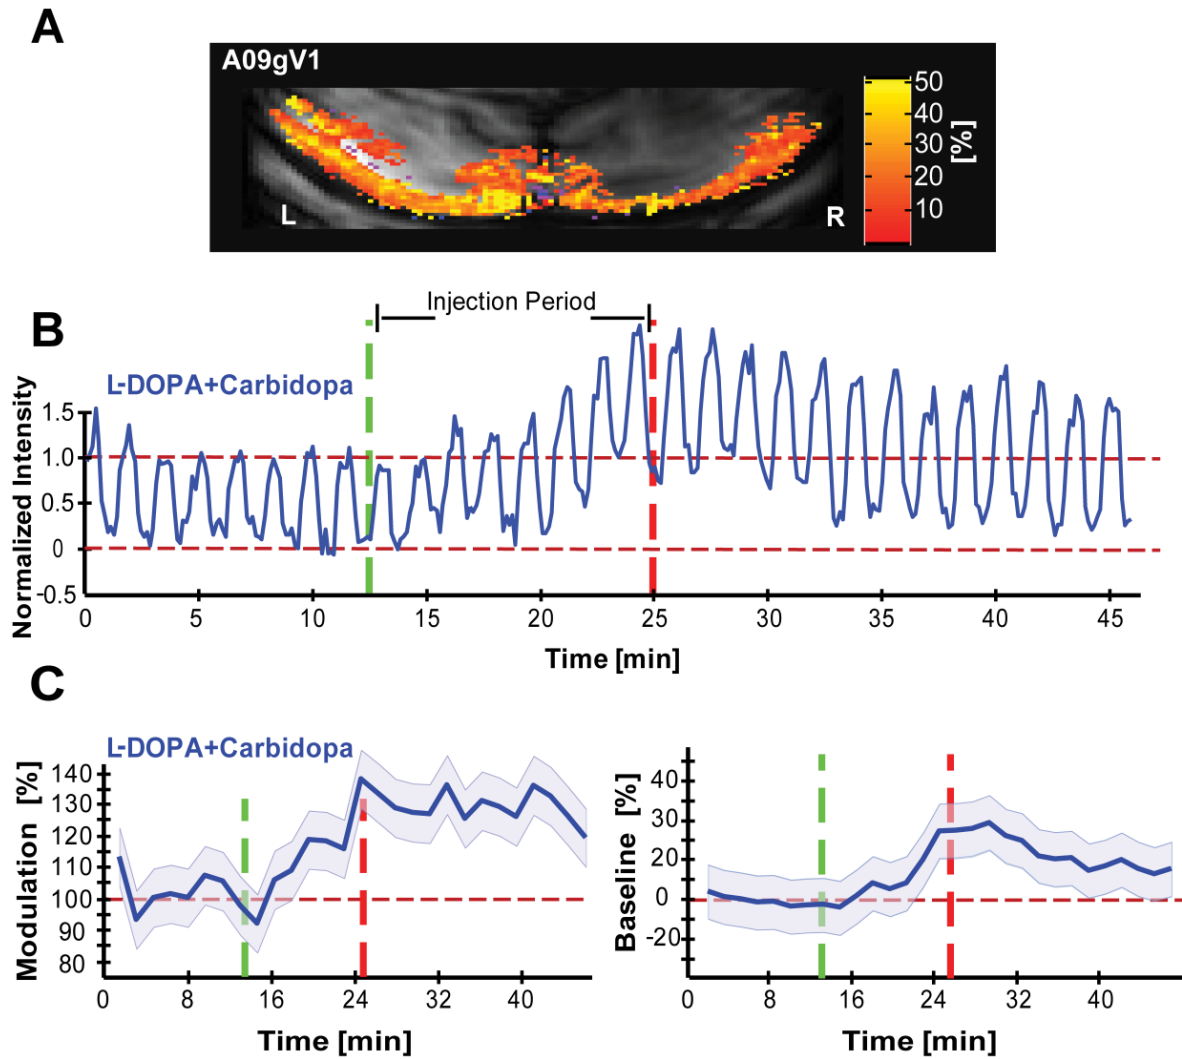 A
A09gV1
50
40
30
20
10
[%]
L
R
B
Injection Period
L-DOPA+Carbidopa
Normalized Intensity
1.5
1.0
0.5
0
-0.5
0 5 10 15 20 25 30 35 40 45
Time [min]
C
L-DOPA+Carbidopa
Modulation [%]
140
130
120
110
100
90
80
0 8 16 24 32 40
Time [min]
Baseline [%]
40
30
20
0
-20
0 8 16 24 32 40
Time [min]